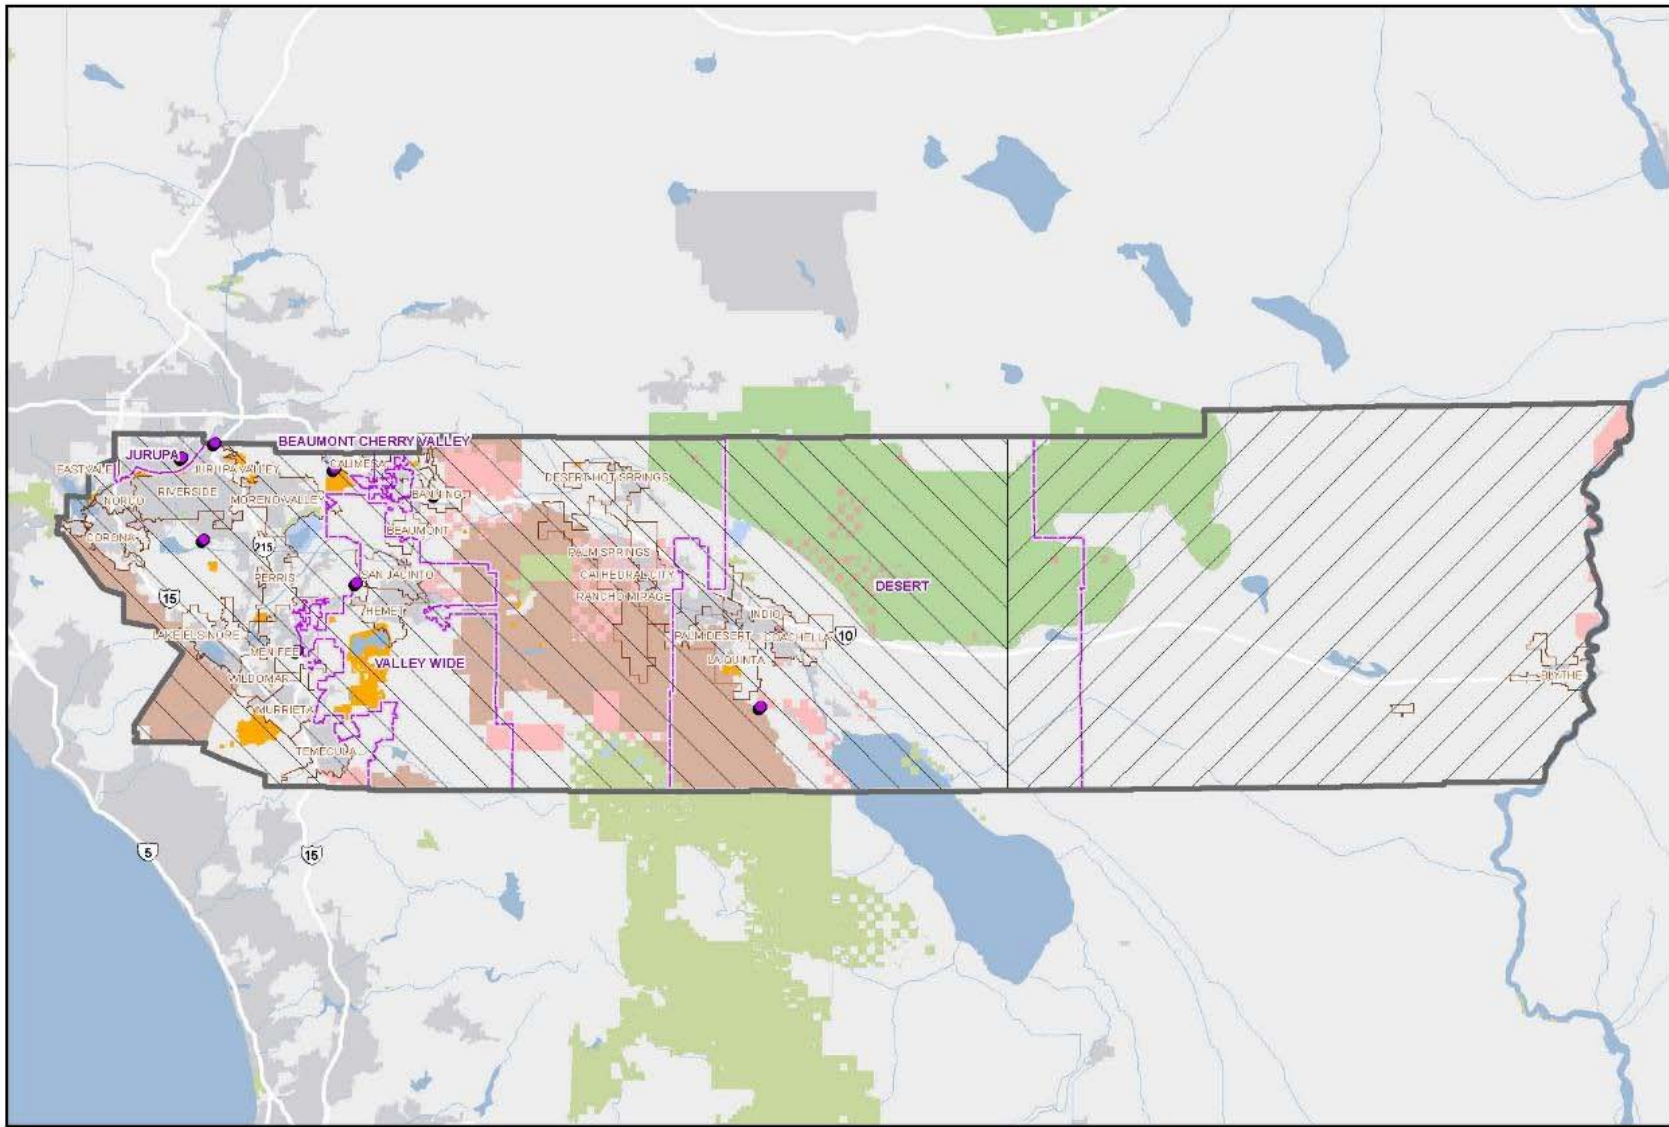 BEAUMONT CHERRY VALLEY
JURUPA
CALIMESA
EASTVALE
JURUPA VALLEY
DESERT HOT SPRINGS
RIVERSIDE
BANNING
NORCO
MORENO VALLEY
BEAUMONT
CORONA
215
PALM SPRINGS
PERRIS
SAN JACINTO
CATHEDRAL CITY
DESERT
15
RANCHO MIRAGE
HEMET
INDIO
LAKE ELSINORE
PALM DESERT
COACHELLA
10
MENIFEE
VALLEY WIDE
LA QUINTA
WILDOMAR
BLYTHE
MURRIETA
TEMECULA
5
15